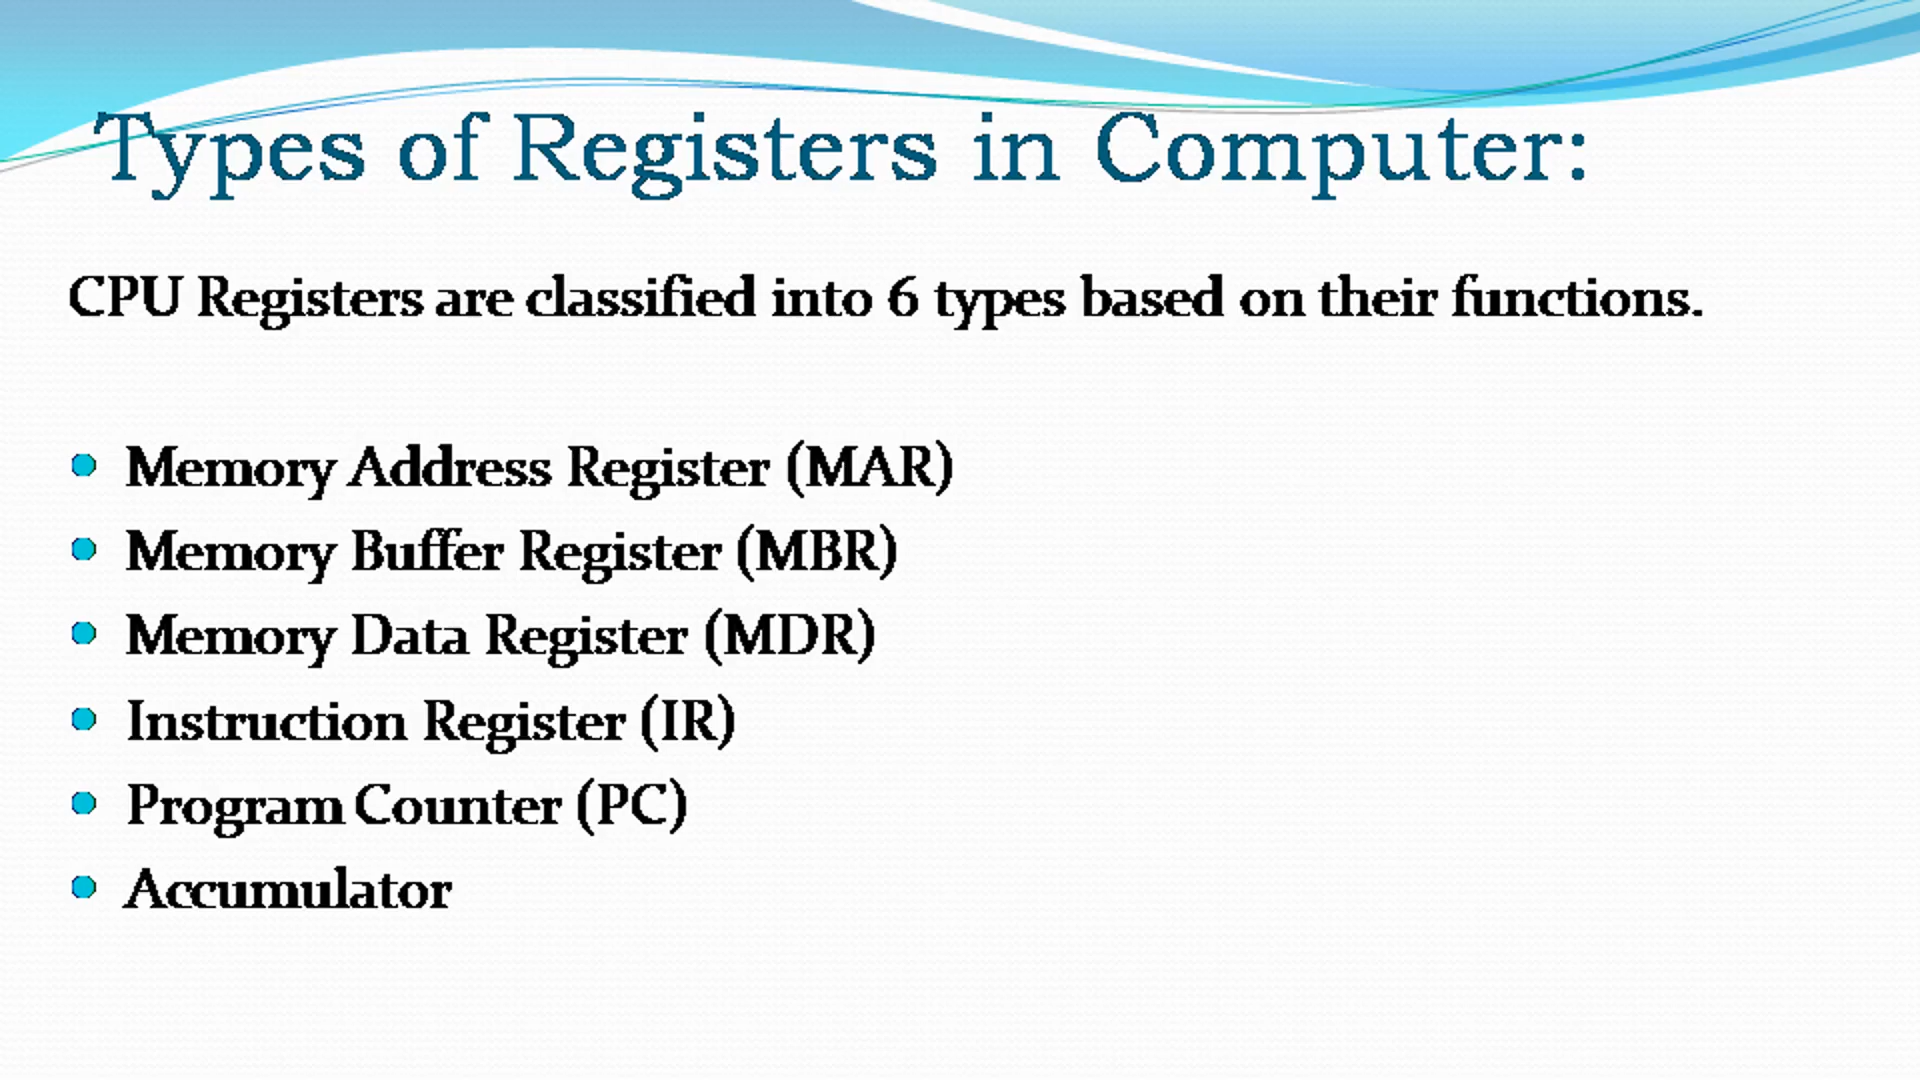 Types of Registers in Computer:
CPU Registers are classified into 6 types based on their functions.
Memory Address Register (MAR)
Memory Buffer Register (MBR)
Memory Data Register (MDR)
Instruction Register (IR)
Program Counter (PC)
Accumulator